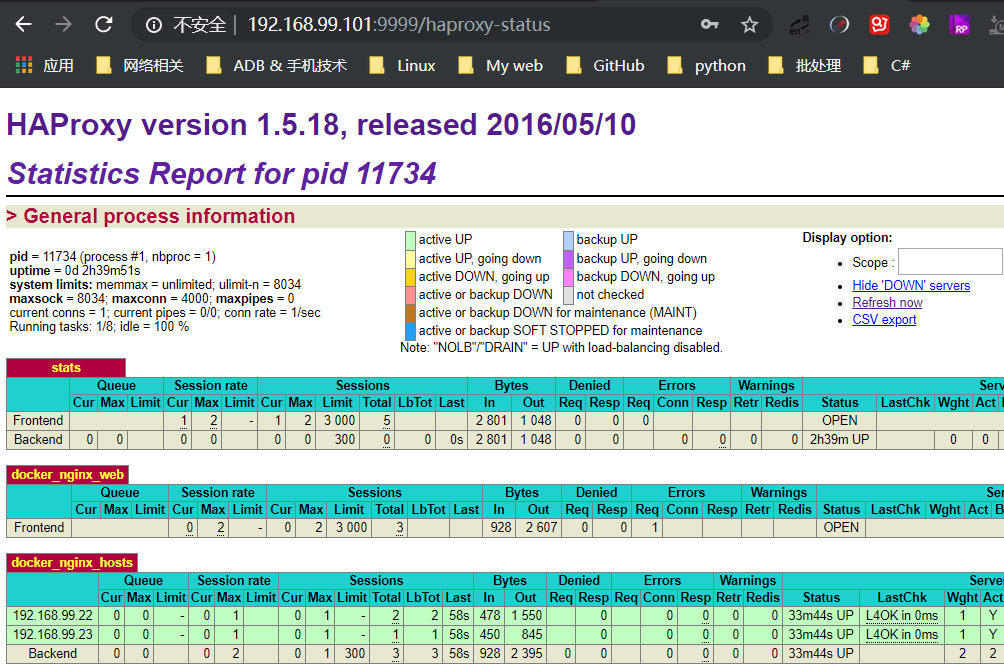 不安全 | 192.168.99.101:9999/haproxy-status
应用 网络相关 ADB & 手机技术 Linux My web GitHub python 批处理 C#
HAProxy version 1.5.18, released 2016/05/10
Statistics Report for pid 11734
> General process information
pid = 11734 (process #1, nbproc = 1)
uptime = 0d 2h39m51s
system limits: memmax = unlimited; ulimit-n = 8034
maxsock = 8034; maxconn = 4000; maxpipes = 0
current conns = 1; current pipes = 0/0; conn rate = 1/sec
Running tasks: 1/8; idle = 100 %
active UP backup UP
active UP, going down backup UP, going down
active DOWN, going up backup DOWN, going up
active or backup DOWN not checked
active or backup DOWN for maintenance (MAINT)
active or backup SOFT STOPPED for maintenance
Note: "NOLB"/"DRAIN" = UP with load-balancing disabled.
Display option:
Scope :
Hide 'DOWN' servers
Refresh now
CSV export
stats
Queue Session rate Sessions Bytes Denied Errors Warnings Serv
Cur Max Limit Cur Max Limit Cur Max Limit Total LbTot Last In Out Req Resp Req Conn Resp Retr Redis Status LastChk Wght Act
Frontend 1 2 - 1 2 3 000 5 2 801 1 048 0 0 0 OPEN
Backend 0 0 0 0 0 0 300 0 0 0s 2 801 1 048 0 0 0 0 0 0 2h39m UP 0 0
docker_nginx_web
Queue Session rate Sessions Bytes Denied Errors Warnings Ser
Cur Max Limit Cur Max Limit Cur Max Limit Total LbTot Last In Out Req Resp Req Conn Resp Retr Redis Status LastChk Wght Act B
Frontend 0 2 - 0 2 3 000 3 928 2 607 0 0 1 OPEN
docker_nginx_hosts
Queue Session rate Sessions Bytes Denied Errors Warnings Serve
Cur Max Limit Cur Max Limit Cur Max Limit Total LbTot Last In Out Req Resp Req Conn Resp Retr Redis Status LastChk Wght Act
192.168.99.22 0 0 - 0 1 0 1 - 2 2 58s 478 1 550 0 0 0 0 0 33m44s UP L4OK in 0ms 1 Y
192.168.99.23 0 0 - 0 1 0 1 - 1 1 58s 450 845 0 0 0 0 0 33m44s UP L4OK in 0ms 1 Y
Backend 0 0 0 2 0 1 300 3 3 58s 928 2 395 0 0 0 0 0 0 33m44s UP 2 2